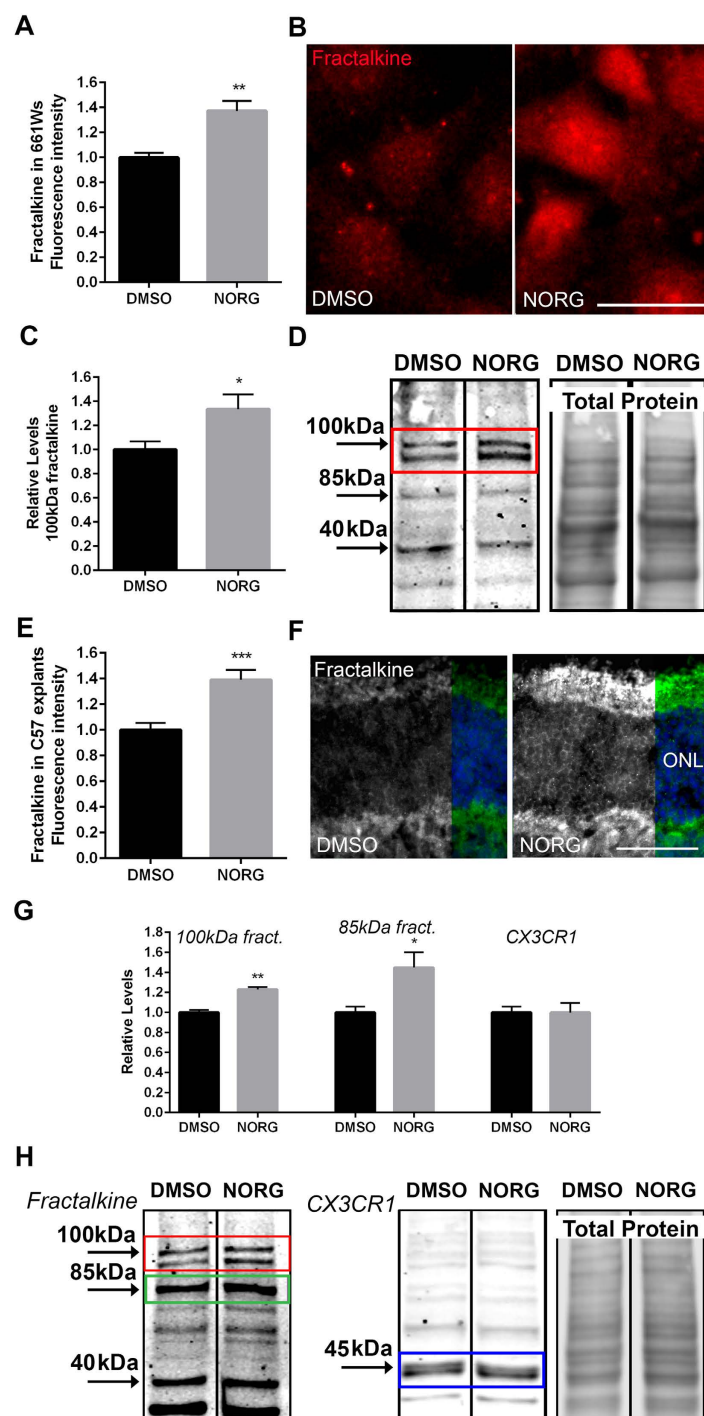 A
Fractalkine in 661Ws
Fluorescence intensity
1.6
1.4
1.2
1.0
0.8
0.6
0.4
0.2
0.0
**
DMSO
NORG
B
Fractalkine
DMSO
NORG
C
Relative Levels
100kDa fractalkine
1.6
1.4
1.2
1.0
0.8
0.6
0.4
0.2
0.0
*
DMSO
NORG
D
DMSO NORG
DMSO NORG
Total Protein
100kDa
85kDa
40kDa
E
Fractalkine in C57 explants
Fluorescence intensity
1.6
1.4
1.2
1.0
0.8
0.6
0.4
0.2
0.0
***
DMSO
NORG
F
Fractalkine
DMSO
ONL
NORG
G
Relative Levels
1.8
1.6
1.4
1.2
1.0
0.8
0.6
0.4
0.2
0.0
100kDa fract.
85kDa fract.
CX3CR1
**
*
DMSO
NORG
DMSO
NORG
DMSO
NORG
H
Fractalkine
DMSO NORG
100kDa
85kDa
40kDa
CX3CR1
DMSO NORG
45kDa
DMSO NORG
Total Protein